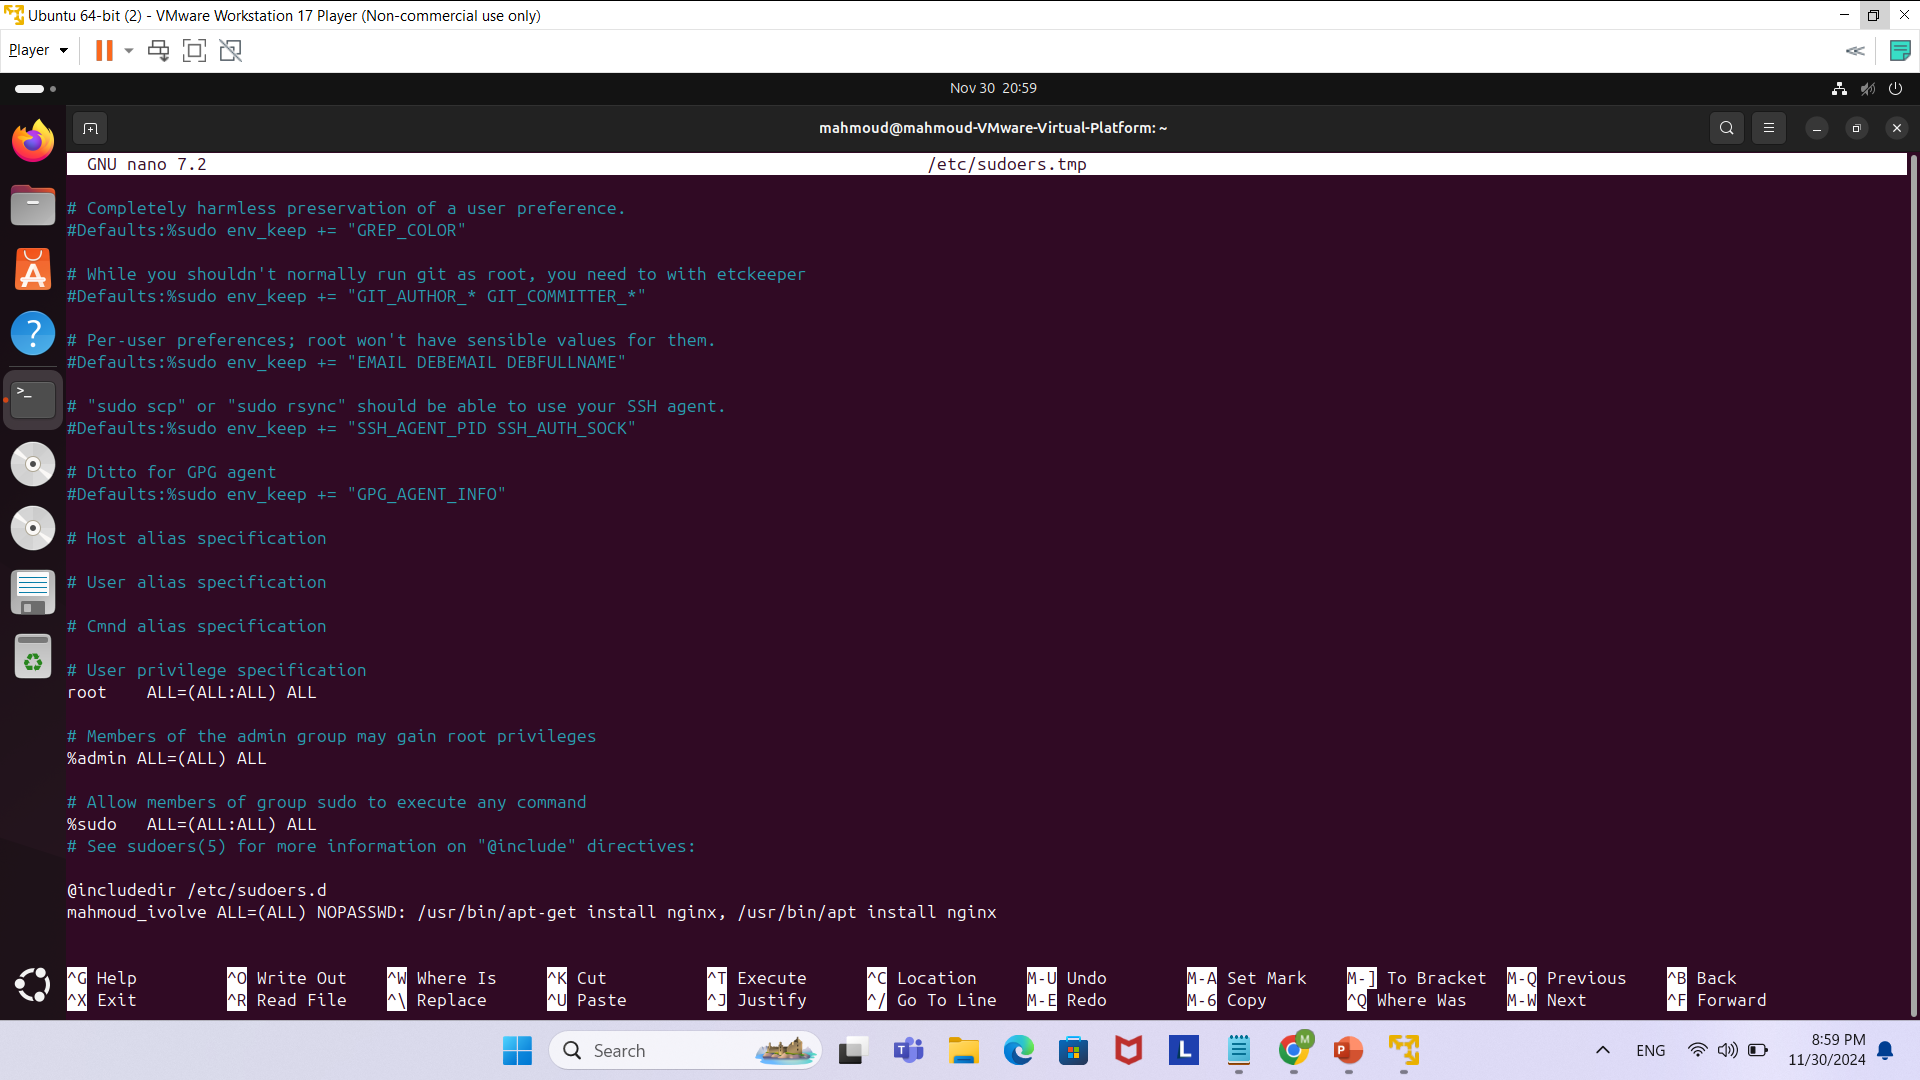 Ubuntu 64-bit (2) - VMware Workstation 17 Player (Non-commercial use only)
Player
Nov 30 20:59
mahmoud@mahmoud-VMware-Virtual-Platform: ~
GNU nano 7.2 /etc/sudoers.tmp
# Completely harmless preservation of a user preference.
#Defaults:%sudo env_keep += "GREP_COLOR"
# While you shouldn't normally run git as root, you need to with etckeeper
#Defaults:%sudo env_keep += "GIT_AUTHOR_* GIT_COMMITTER_*"
# Per-user preferences; root won't have sensible values for them.
#Defaults:%sudo env_keep += "EMAIL DEBEMAIL DEBFULLNAME"
# "sudo scp" or "sudo rsync" should be able to use your SSH agent.
#Defaults:%sudo env_keep += "SSH_AGENT_PID SSH_AUTH_SOCK"
# Ditto for GPG agent
#Defaults:%sudo env_keep += "GPG_AGENT_INFO"
# Host alias specification
# User alias specification
# Cmnd alias specification
# User privilege specification
root    ALL=(ALL:ALL) ALL
# Members of the admin group may gain root privileges
%admin ALL=(ALL) ALL
# Allow members of group sudo to execute any command
%sudo   ALL=(ALL:ALL) ALL
# See sudoers(5) for more information on "@include" directives:
@includedir /etc/sudoers.d
mahmoud_ivolve ALL=(ALL) NOPASSWD: /usr/bin/apt-get install nginx, /usr/bin/apt install nginx
^G Help ^O Write Out ^W Where Is ^K Cut ^T Execute ^C Location M-U Undo M-A Set Mark M-] To Bracket M-Q Previous ^B Back
^X Exit ^R Read File ^\ Replace ^U Paste ^J Justify ^/ Go To Line M-E Redo M-6 Copy ^Q Where Was M-W Next ^F Forward
Search
L
M
P
ENG
8:59 PM
11/30/2024